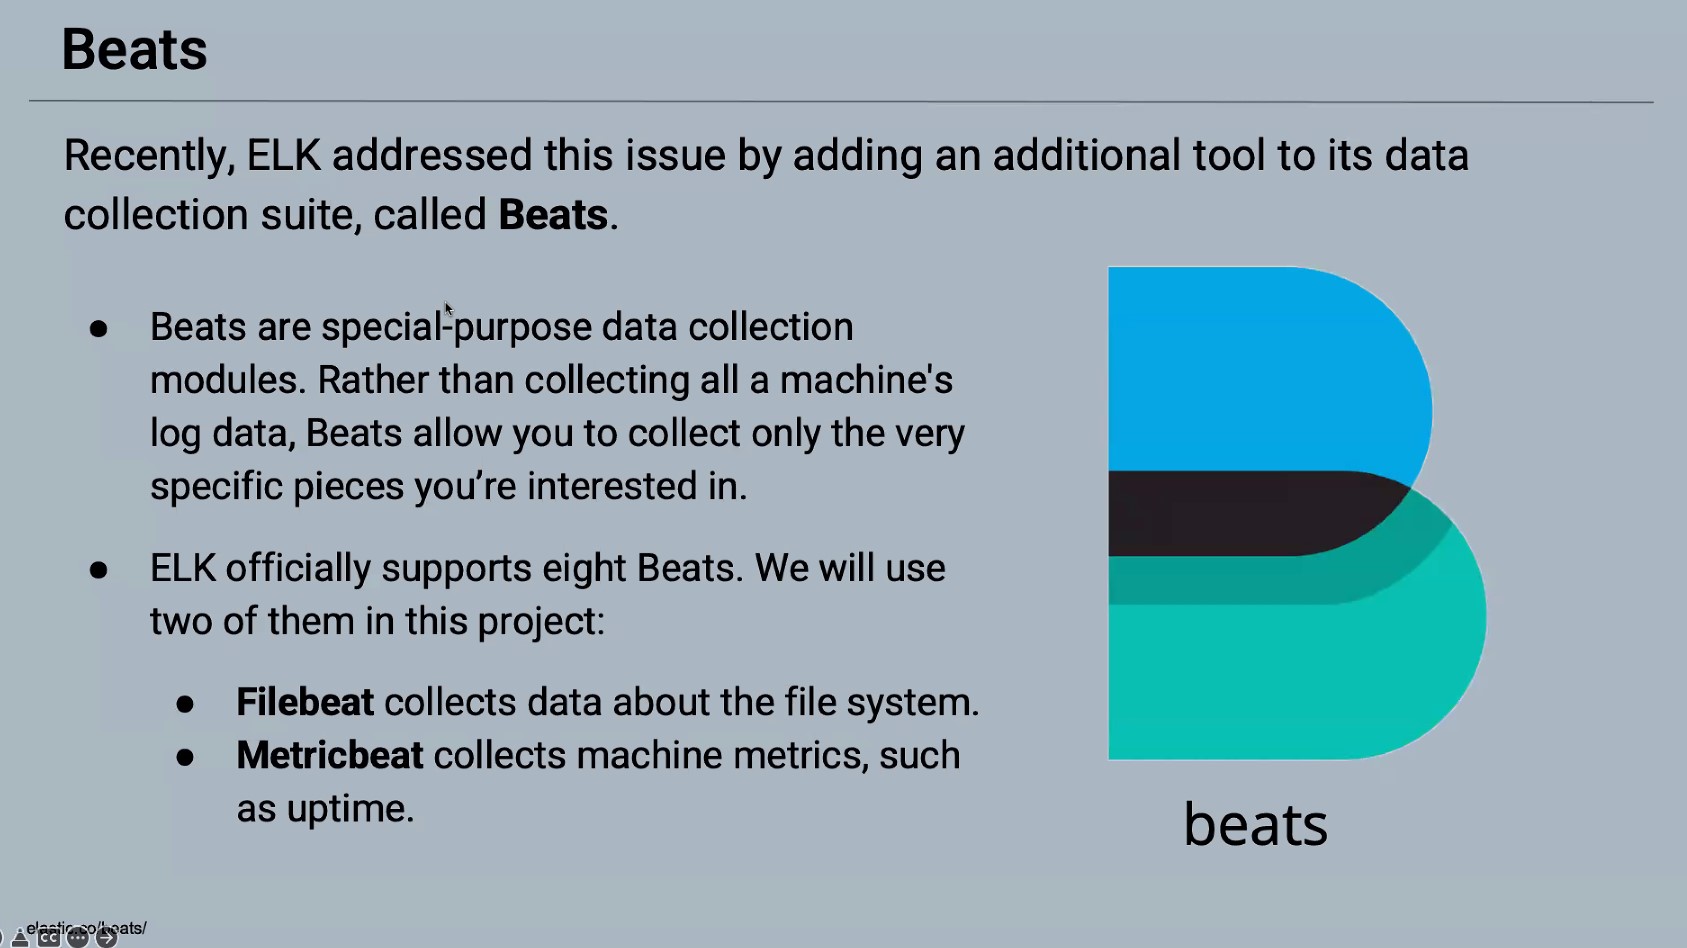 Beats
Recently, ELK addressed this issue by adding an additional tool to its data
collection suite, called Beats.
● Beats are special-purpose data collection
modules. Rather than collecting all a machine's
log data, Beats allow you to collect only the very
specific pieces you’re interested in.
● ELK officially supports eight Beats. We will use
two of them in this project:
● Filebeat collects data about the file system.
● Metricbeat collects machine metrics, such
as uptime.
beats
elastic.co/beats/
CC